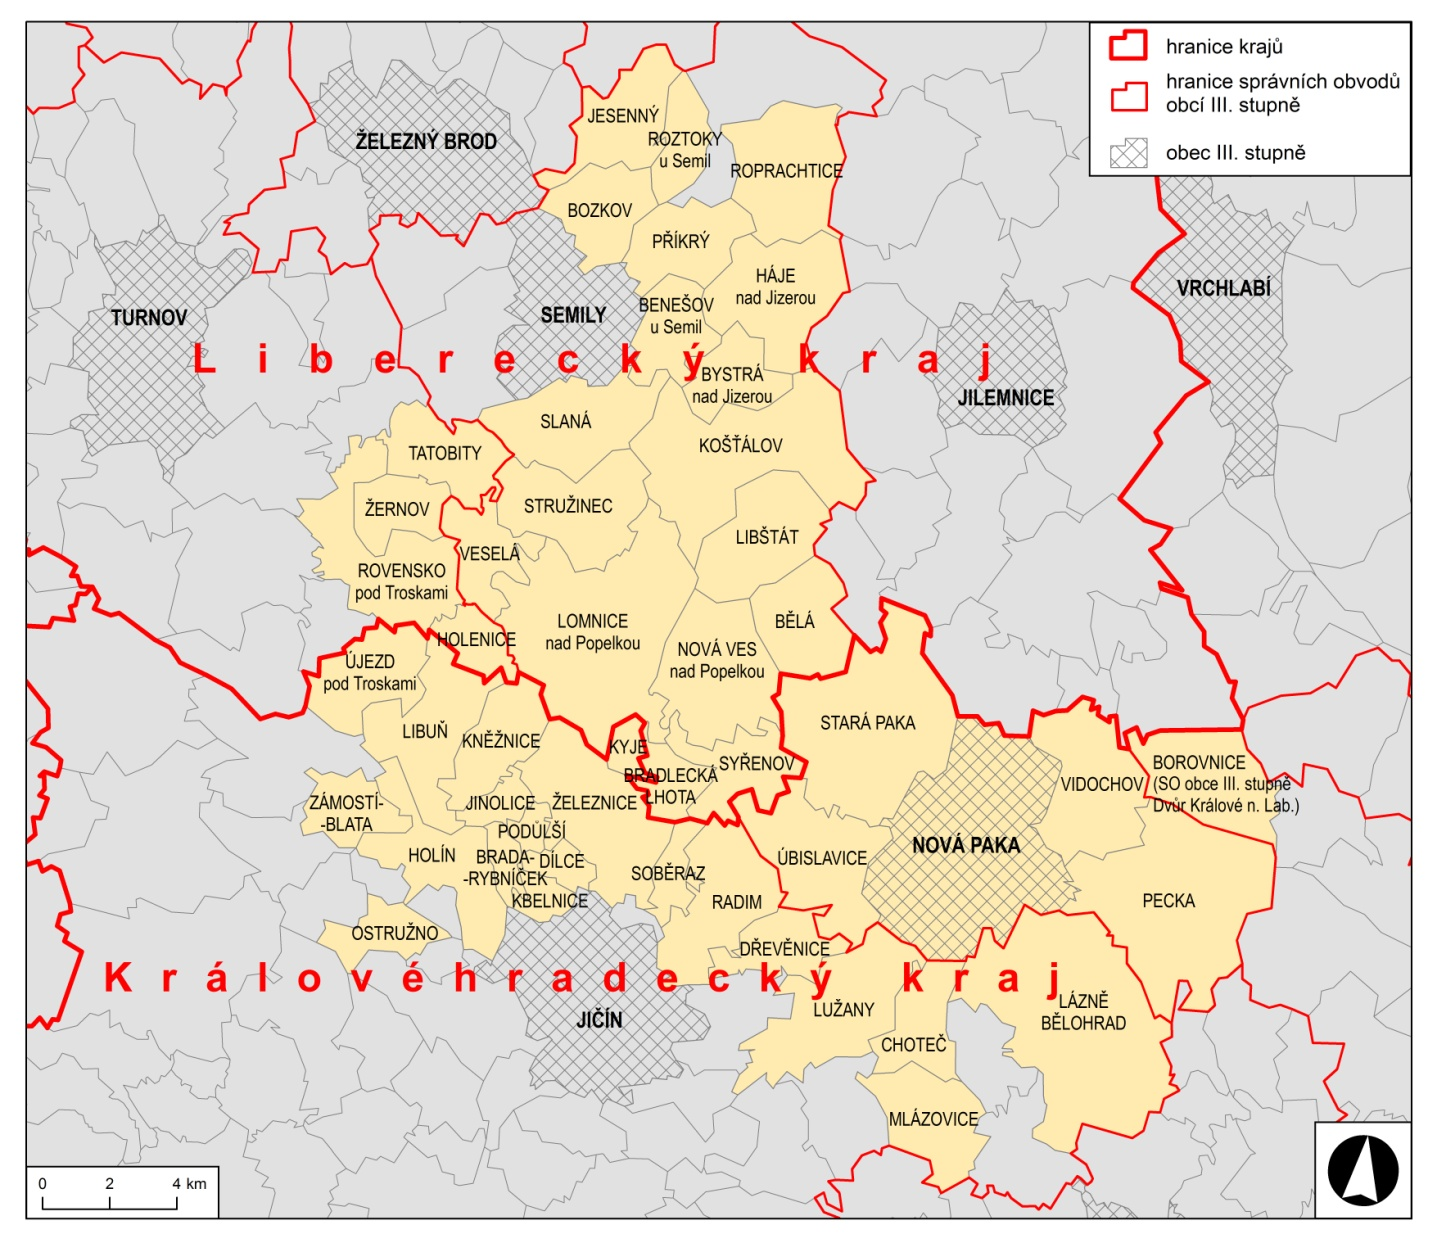 hranice krajů
hranice správních obvodů
obcí III. stupně
obec III. stupně
JESENNÝ
ROZTOKY
u Semil
ŽELEZNÝ BROD
ROPRACHTICE
BOZKOV
PŘÍKRÝ
HÁJE
nad Jizerou
VRCHLABÍ
BENEŠOV
u Semil
SEMILY
TURNOV
Liberecký kraj
BYSTRÁ
nad Jizerou
JILEMNICE
SLANÁ
KOŠŤÁLOV
TATOBITY
STRUŽINEC
ŽERNOV
LIBŠTÁT
VESELÁ
ROVENSKO
pod Troskami
LOMNICE
nad Popelkou
BĚLÁ
HOLENICE
NOVÁ VES
nad Popelkou
ÚJEZD
pod Troskami
STARÁ PAKA
LIBUŇ
KNĚŽNICE
KYJE
SYŘENOV
BRADLECKÁ
LHOTA
BOROVNICE
(SO obce III. stupně
Dvůr Králové n. Lab.)
VIDOCHOV
ZÁMOSTÍ-
-BLATA
JINOLICE
ŽELEZNICE
PODŮLŠÍ
NOVÁ PAKA
HOLÍN
BRADA-
-RYBNÍČEK
DÍLCE
ÚBISLAVICE
SOBĚRAZ
KBELNICE
RADIM
PECKA
OSTRUŽNO
DŘEVĚNICE
Královéhradecký kraj
LÁZNĚ
BĚLOHRAD
LUŽANY
JIČÍN
CHOTEČ
MLÁZOVICE
0 2 4 km